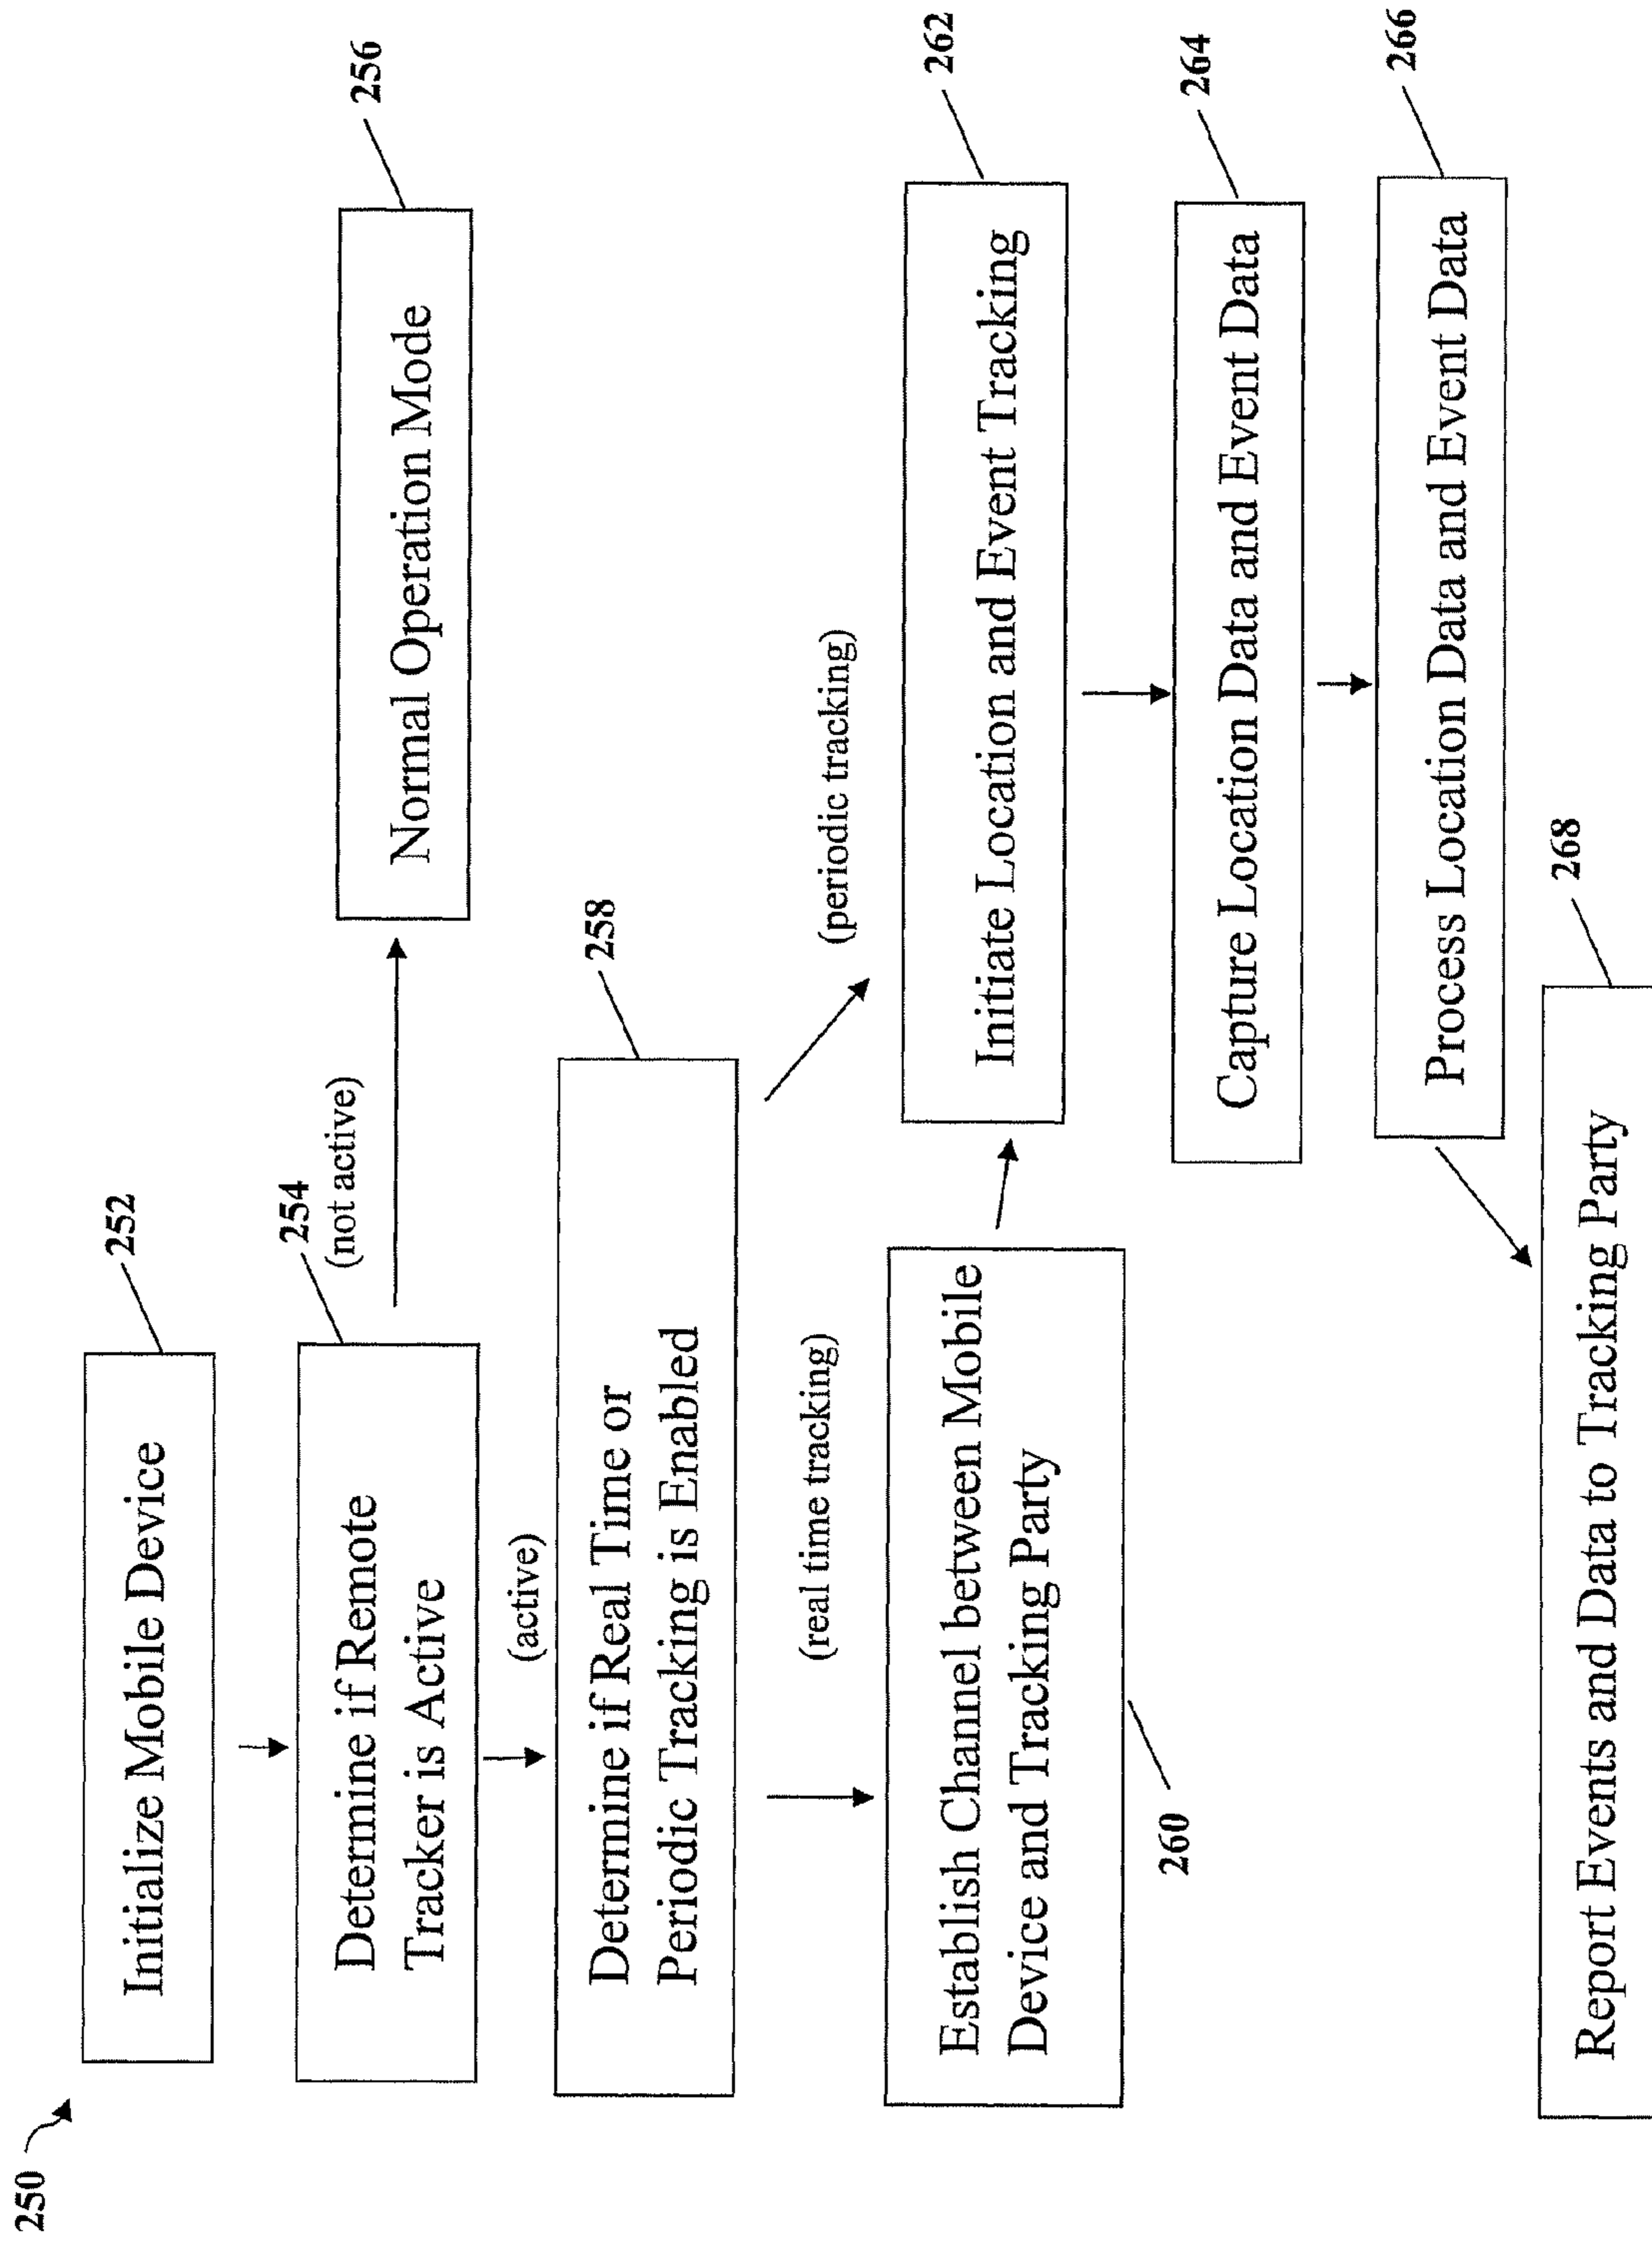 250
Initialize Mobile Device
252
Determine if Remote
Tracker is Active
254
(not active)
Normal Operation Mode
256
(active)
Determine if Real Time or
Periodic Tracking is Enabled
258
(real time tracking)
(periodic tracking)
Establish Channel between Mobile
Device and Tracking Party
260
Initiate Location and Event Tracking
262
Capture Location Data and Event Data
264
Process Location Data and Event Data
266
Report Events and Data to Tracking Party
268